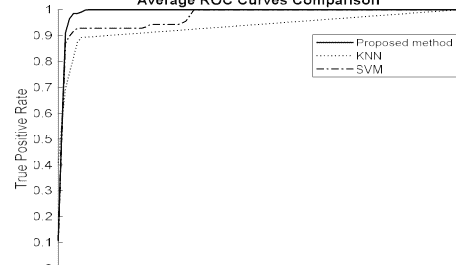 Average ROC Curves Comparison
1
0.9
0.8
0.7
0.6
0.5
0.4
0.3
0.2
0.1
True Positive Rate
Proposed method
KNN
SVM